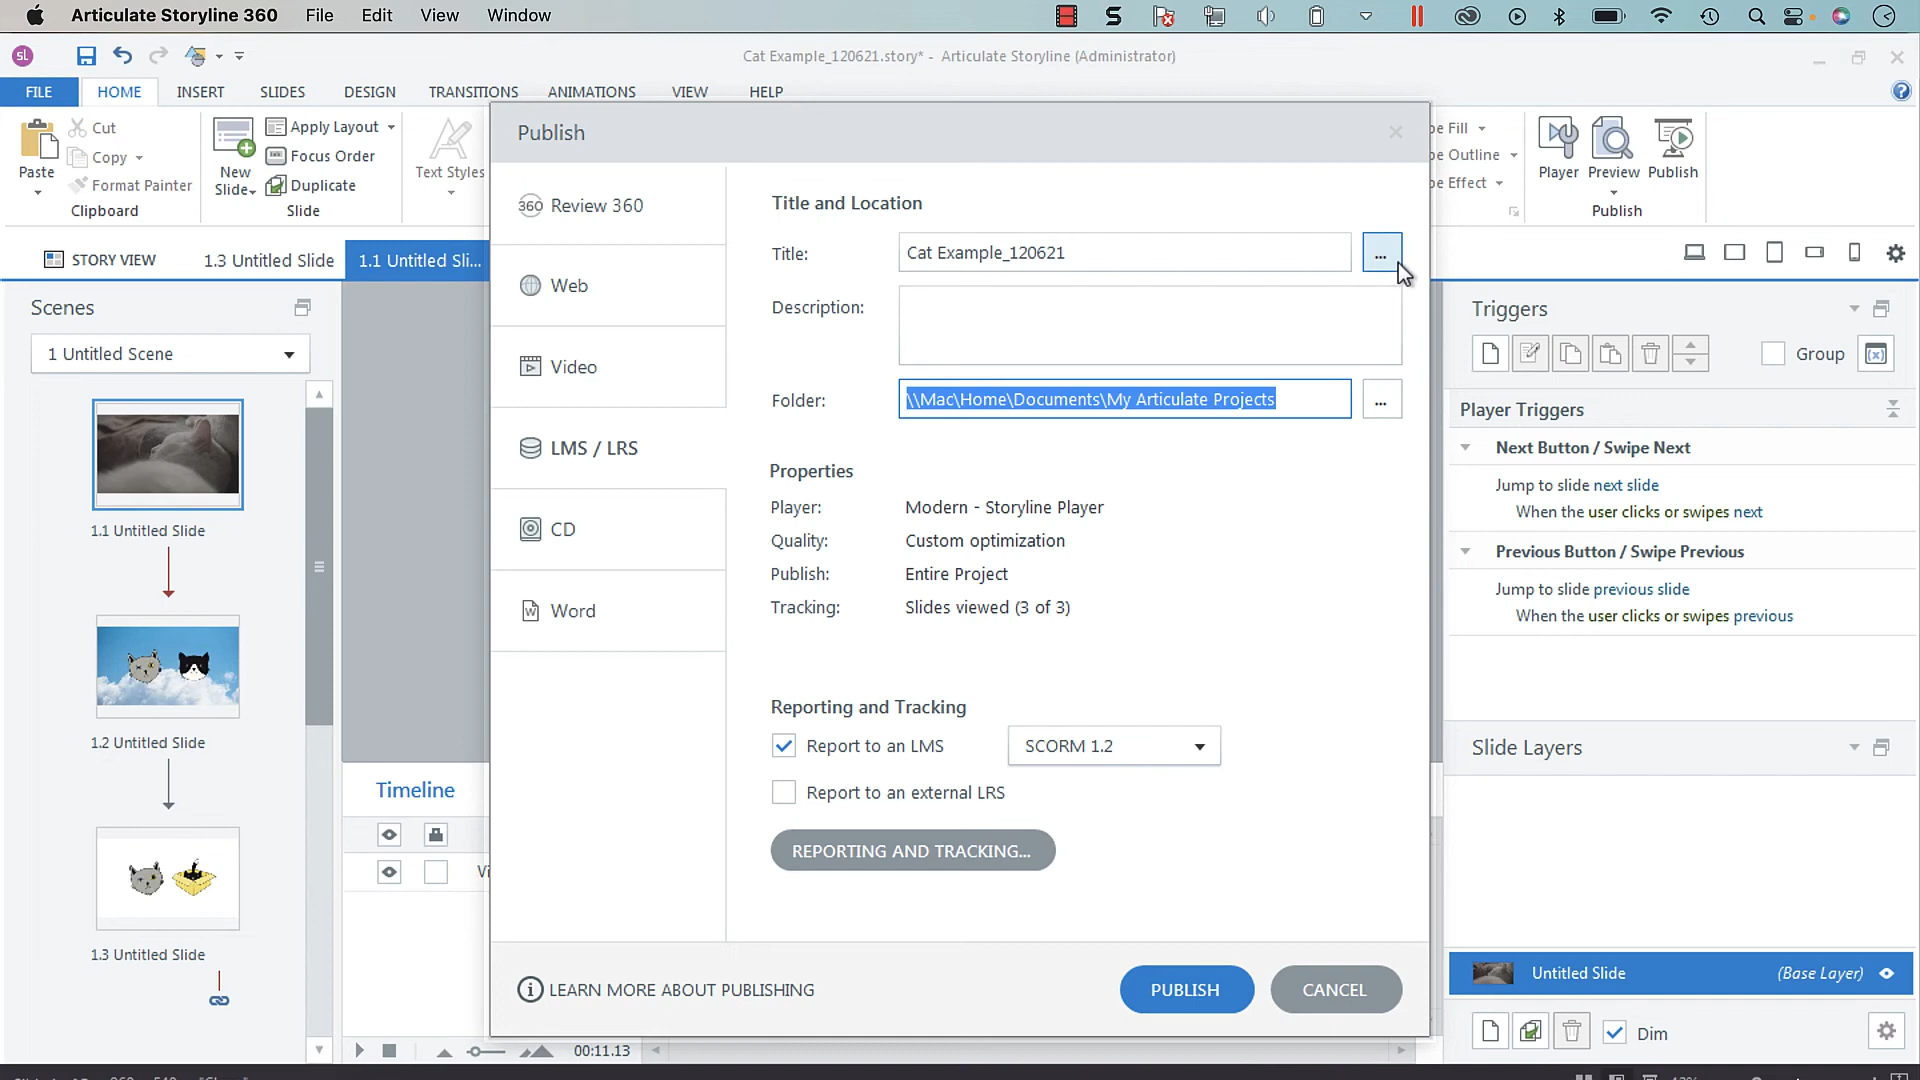 Articulate Storyline 360 File Edit View Window
Cat Example_120621.story* - Articulate Storyline (Administrator)
FILE HOME INSERT SLIDES DESIGN TRANSITIONS ANIMATIONS VIEW HELP
Paste
Cut
Copy
Format Painter
Clipboard
New Slide
Apply Layout
Focus Order
Duplicate
Slide
Text Styles
pe Fill
pe Outline
pe Effect
Player
Preview
Publish
Publish
STORY VIEW
1.3 Untitled Slide
1.1 Untitled Sli...
Scenes
1 Untitled Scene
1.1 Untitled Slide
1.2 Untitled Slide
1.3 Untitled Slide
Timeline
Vi
00:11.13
Publish
360 Review 360
Web
Video
LMS / LRS
CD
Word
Title and Location
Title: Cat Example_120621 ...
Description:
Folder: \\Mac\Home\Documents\My Articulate Projects ...
Properties
Player: Modern - Storyline Player
Quality: Custom optimization
Publish: Entire Project
Tracking: Slides viewed (3 of 3)
Reporting and Tracking
Report to an LMS SCORM 1.2
Report to an external LRS
REPORTING AND TRACKING...
LEARN MORE ABOUT PUBLISHING
PUBLISH CANCEL
Triggers
Group
Player Triggers
Next Button / Swipe Next
Jump to slide next slide
When the user clicks or swipes next
Previous Button / Swipe Previous
Jump to slide previous slide
When the user clicks or swipes previous
Slide Layers
Untitled Slide (Base Layer)
Dim